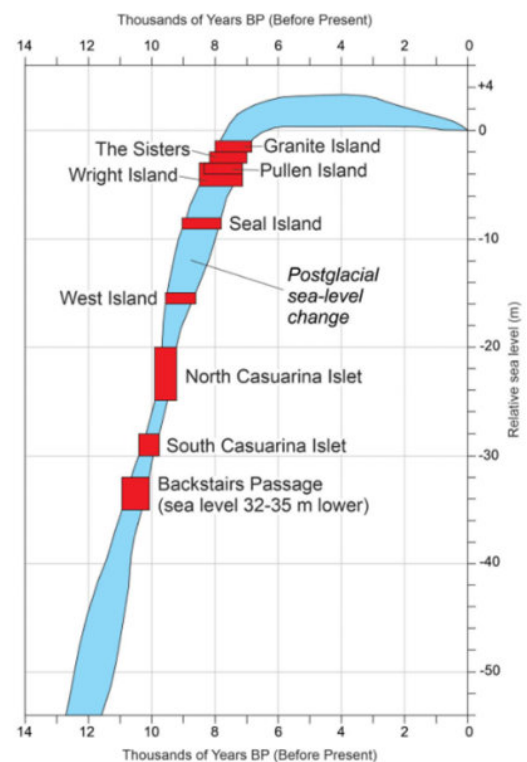 Thousands of Years BP (Before Present)
14 12 10 8 6 4 2 0
+4
0
The Sisters
Granite Island
Wright Island
Pullen Island
Seal Island
-10
Postglacial
sea-level
change
West Island
-20
North Casuarina Islet
South Casuarina Islet
-30
Backstairs Passage
(sea level 32-35 m lower)
-40
-50
Relative sea level (m)
14 12 10 8 6 4 2 0
Thousands of Years BP (Before Present)